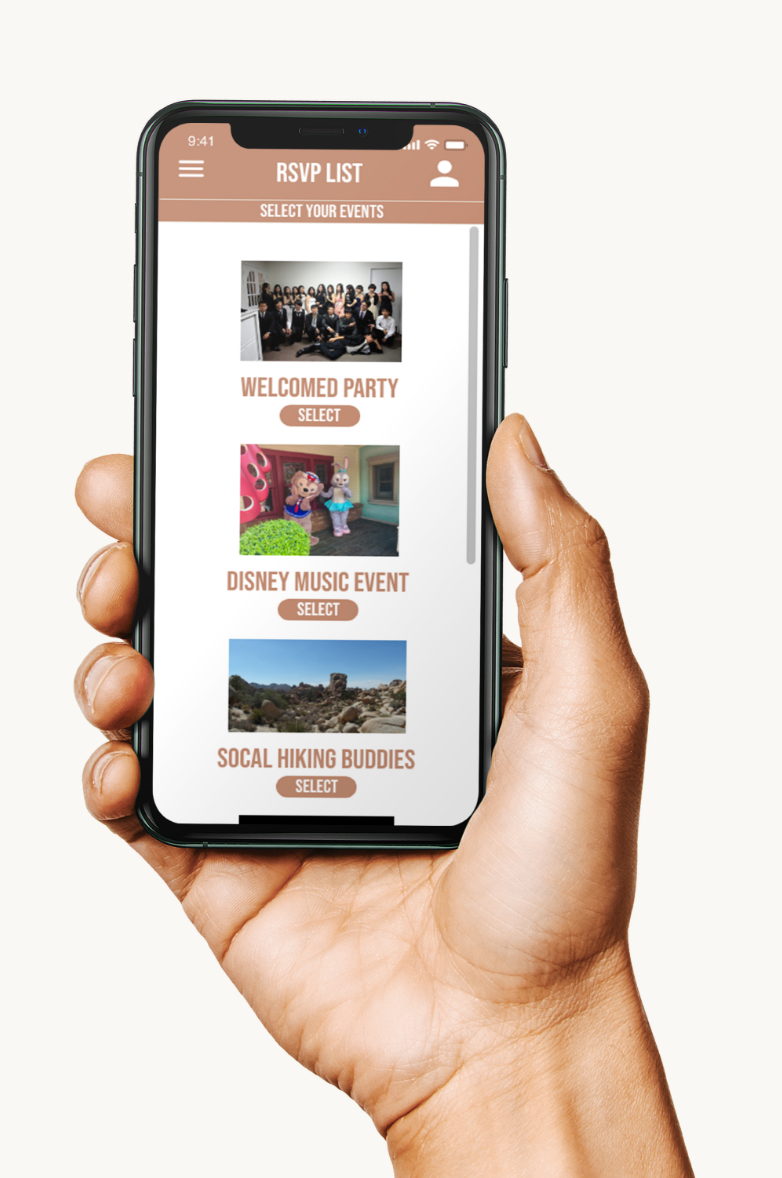 9:41
RSVP LIST
SELECT YOUR EVENTS
WELCOMED PARTY
SELECT
DISNEY MUSIC EVENT
SELECT
SOCAL HIKING BUDDIES
SELECT